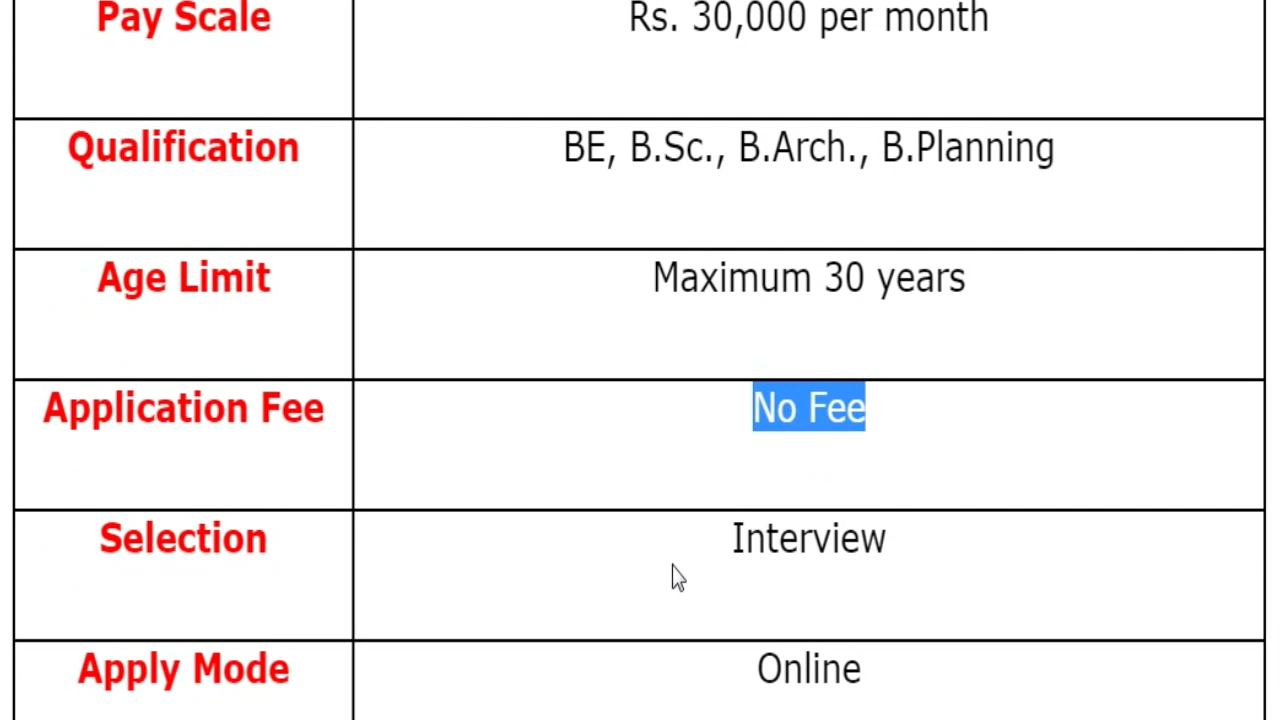 Pay Scale Rs. 30,000 per month
Qualification BE, B.Sc., B.Arch., B.Planning
Age Limit Maximum 30 years
Application Fee No Fee
Selection Interview
Apply Mode Online